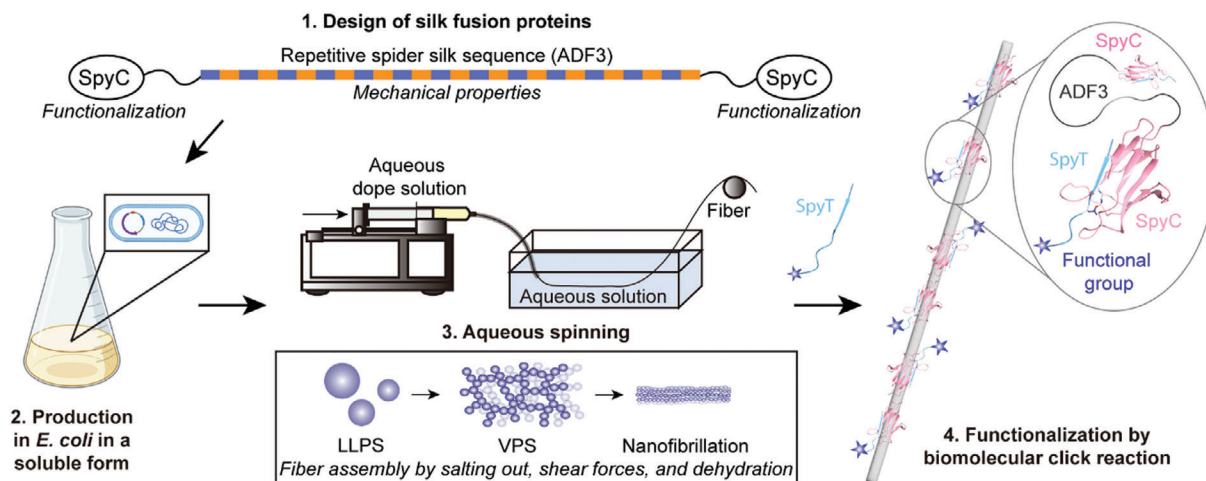 1. Design of silk fusion proteins
Repetitive spider silk sequence (ADF3)
SpyC
SpyC
Functionalization
Mechanical properties
Functionalization
Aqueous
dope solution
Fiber
Aqueous solution
3. Aqueous spinning
2. Production
in E. coli in a
soluble form
LLPS
VPS
Nanofibrillation
Fiber assembly by salting out, shear forces, and dehydration
SpyT
SpyC
ADF3
SpyT
SpyC
Functional
group
4. Functionalization by
biomolecular click reaction